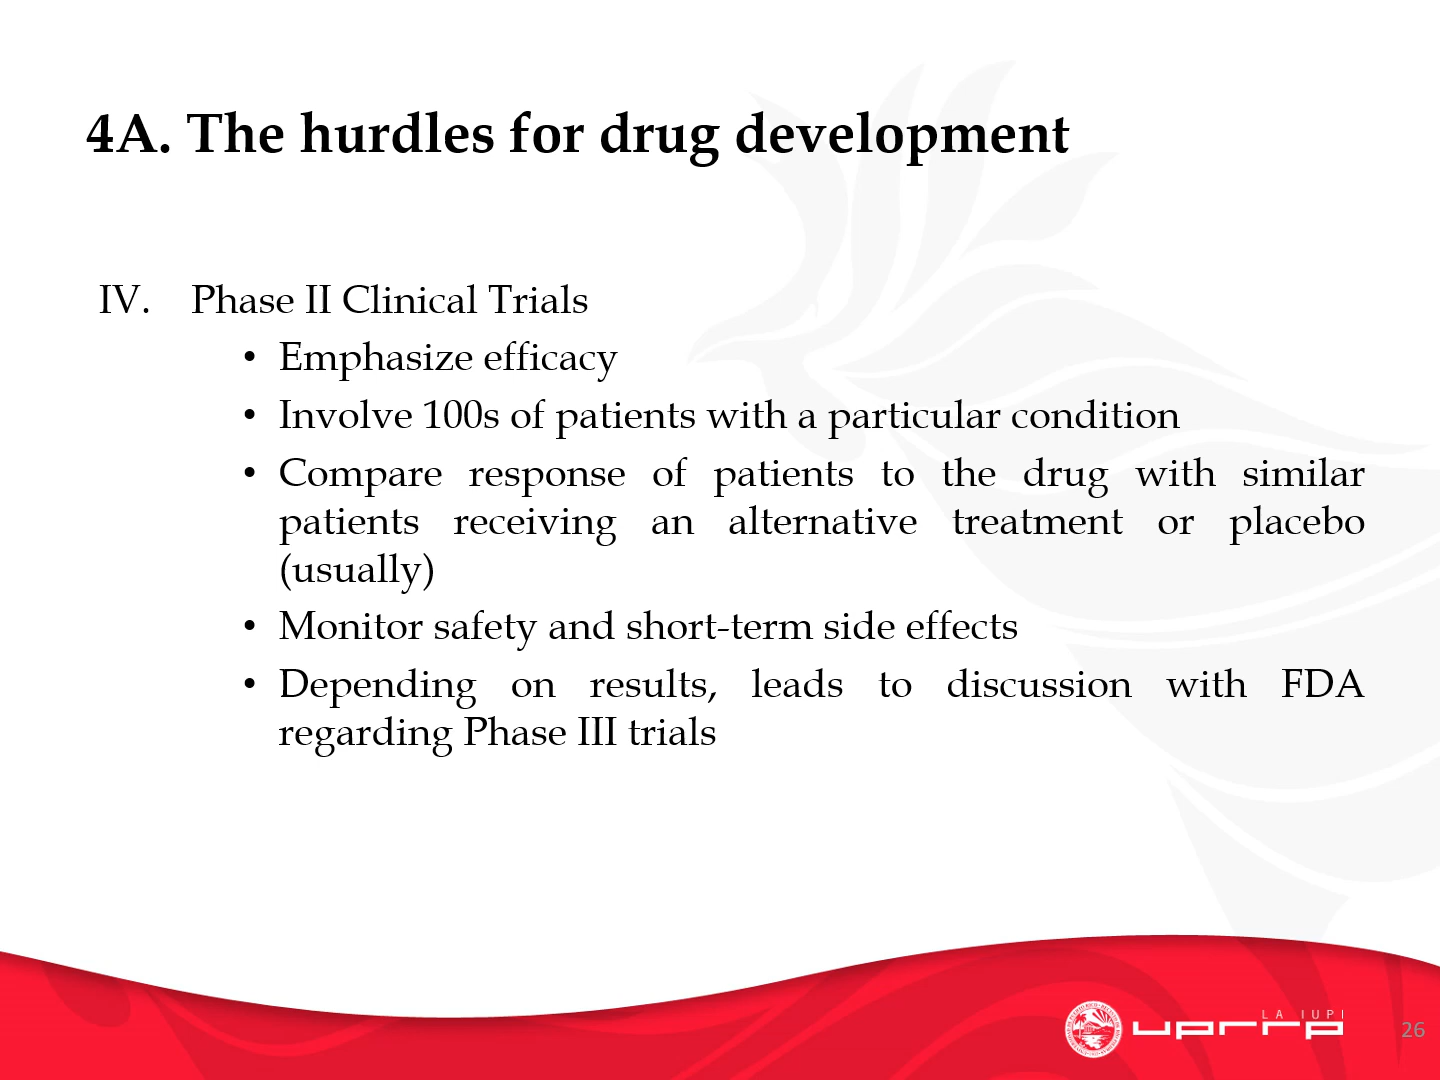 4A. The hurdles for drug development
IV. Phase II Clinical Trials
• Emphasize efficacy
• Involve 100s of patients with a particular condition
• Compare response of patients to the drug with similar
patients receiving an alternative treatment or placebo
(usually)
• Monitor safety and short-term side effects
• Depending on results, leads to discussion with FDA
regarding Phase III trials
LA IUPI
uprrp
26